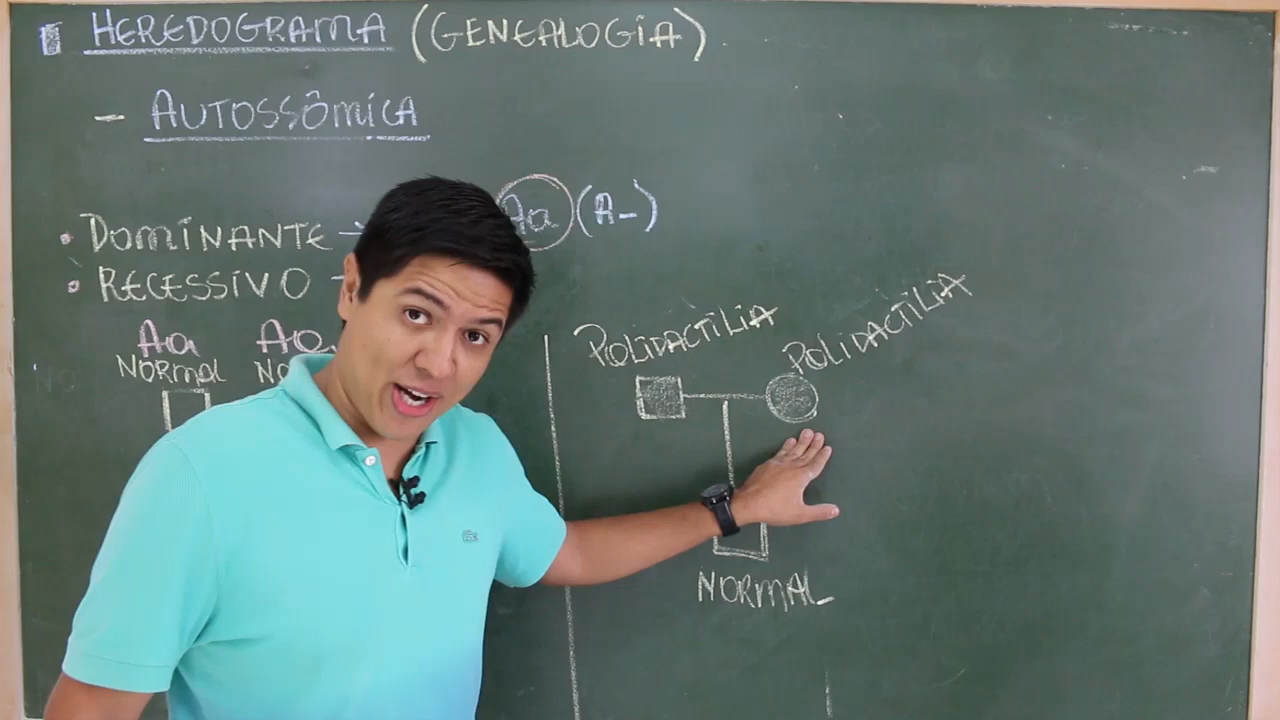 HEREDOGRAMA (GENEALOGIA)
- AUTOSSÔMICA
• DOMINANTE → Aa (A_)
• RECESSIVO
Aa
NORMAL
POLIDACTILIA
POLIDACTILIA
NORMAL